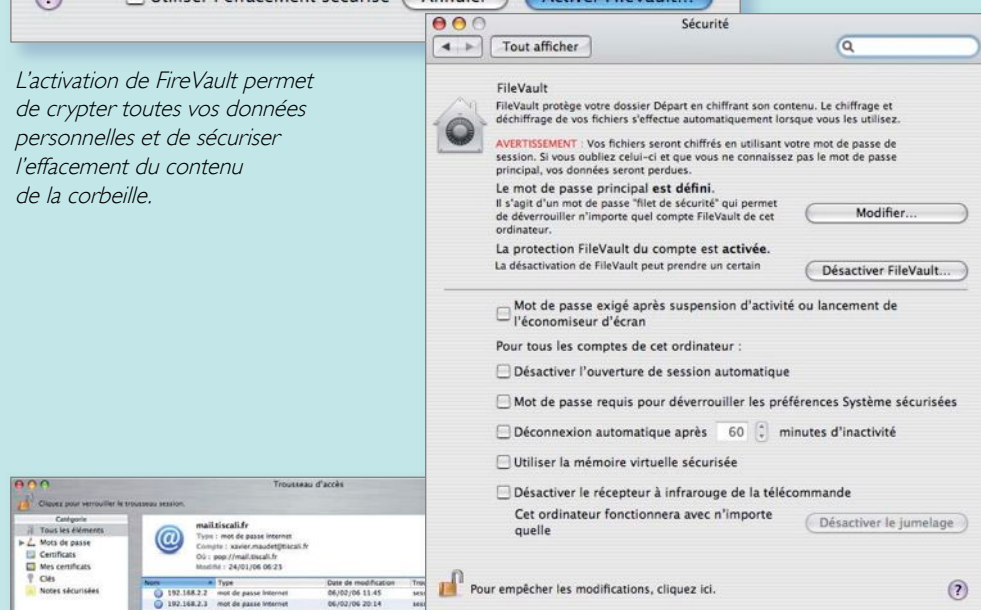 Utiliser l'effacement sécurisé Annuler Activer FileVault...
L'activation de FireVault permet
de crypter toutes vos données
personnelles et de sécuriser
l'effacement du contenu
de la corbeille.
Sécurité
Tout afficher
FileVault
FileVault protège votre dossier Départ en chiffrant son contenu. Le chiffrage et
déchiffrage de vos fichiers s'effectue automatiquement lorsque vous les utilisez.
AVERTISSEMENT : Vos fichiers seront chiffrés en utilisant votre mot de passe de
session. Si vous oubliez celui-ci et que vous ne connaissez pas le mot de passe
principal, vos données seront perdues.
Le mot de passe principal est défini.
Il s'agit d'un mot de passe "filet de sécurité" qui permet
de déverrouiller n'importe quel compte FileVault de cet
ordinateur.
Modifier...
La protection FileVault du compte est activée.
La désactivation de FileVault peut prendre un certain
Désactiver FileVault...
Mot de passe exigé après suspension d'activité ou lancement de
l'économiseur d'écran
Pour tous les comptes de cet ordinateur :
Désactiver l'ouverture de session automatique
Mot de passe requis pour déverrouiller les préférences Système sécurisées
Déconnexion automatique après 60 minutes d'inactivité
Utiliser la mémoire virtuelle sécurisée
Désactiver le récepteur à infrarouge de la télécommande
Cet ordinateur fonctionnera avec n'importe
quelle
Désactiver le jumelage
Pour empêcher les modifications, cliquez ici.
?
Trousseau d'accès
Cliquez pour verrouiller le trousseau session.
Catégorie
Tous les éléments
Mots de passe
Certificats
Mes certificats
Clés
Notes sécurisées
mail.tiscali.fr
Type : mot de passe Internet
Compte : xavier.maudet@tiscali.fr
Où : pop://mail.tiscali.fr
Modifié : 24/01/06 06:25
Nom Type Date de modification
192.168.2.2 mot de passe Internet 06/02/06 11:45
192.168.2.3 mot de passe Internet 06/02/06 20:14